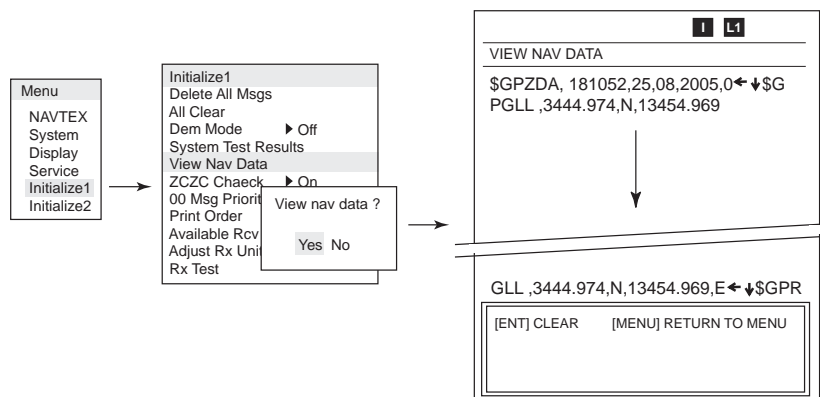 Menu
NAVTEX
System
Display
Service
Initialize1
Initialize2
Initialize1
Delete All Msgs
All Clear
Dem Mode ▶ Off
System Test Results
View Nav Data
ZCZC Chaeck ▶ On
00 Msg Priorit
Print Order
Available Rcv
Adjust Rx Unit
Rx Test
View nav data ?
Yes No
I L1
VIEW NAV DATA
$GPZDA, 181052,25,08,2005,0←↓$G
PGLL ,3444.974,N,13454.969
GLL ,3444.974,N,13454.969,E←↓$GPR
[ENT] CLEAR [MENU] RETURN TO MENU